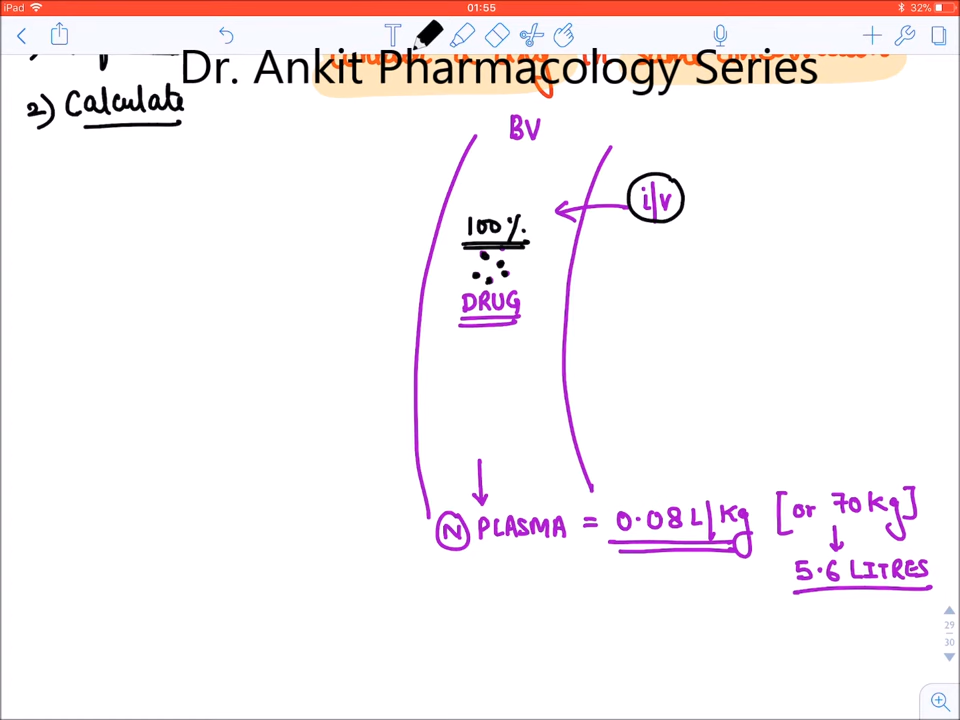 iPad 01:55 32%
T
Dr. Ankit Pharmacology Series
2) Calculate
BV
i/v
100%.
DRUG
N PLASMA = 0.08 L/Kg [or 70 Kg]
5.6 LITRES
29
30